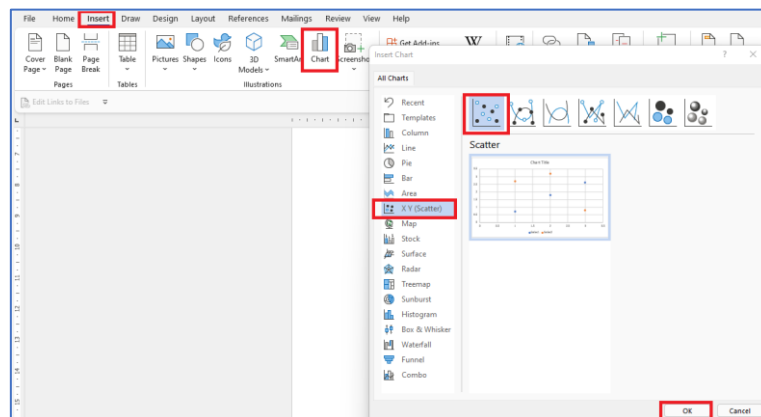 File Home Insert Draw Design Layout References Mailings Review View Help
Get Add-ins
Cover Page
Blank Page
Page Break
Table
Pictures
Shapes
Icons
3D Models
SmartArt
Chart
Pages
Tables
Illustrations
Edit Links to Files
Insert Chart
?
All Charts
Recent
Templates
Column
Line
Pie
Bar
Area
X Y (Scatter)
Map
Stock
Surface
Radar
Treemap
Sunburst
Histogram
Box & Whisker
Waterfall
Funnel
Combo
Scatter
Chart Title
OK
Cancel